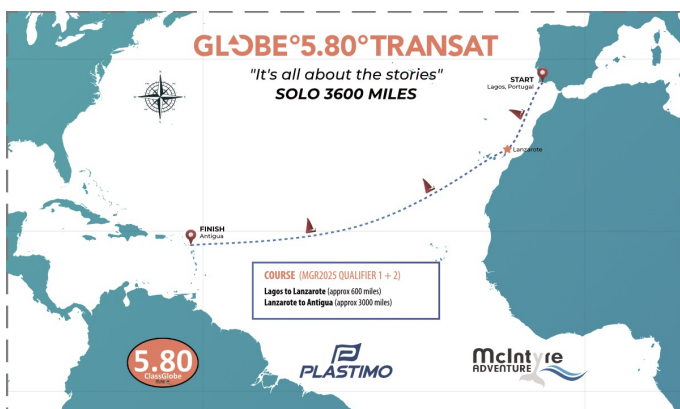 GLOBE°5.80°TRANSAT
"It's all about the stories"
SOLO 3600 MILES
START
Lagos, Portugal
Lanzarote
FINISH
Antigua
COURSE (MGR2025 QUALIFIER 1 + 2)
Lagos to Lanzarote (approx 600 miles)
Lanzarote to Antigua (approx 3000 miles)
5.80
ClassGlobe
PLASTIMO
McIntyre
ADVENTURE